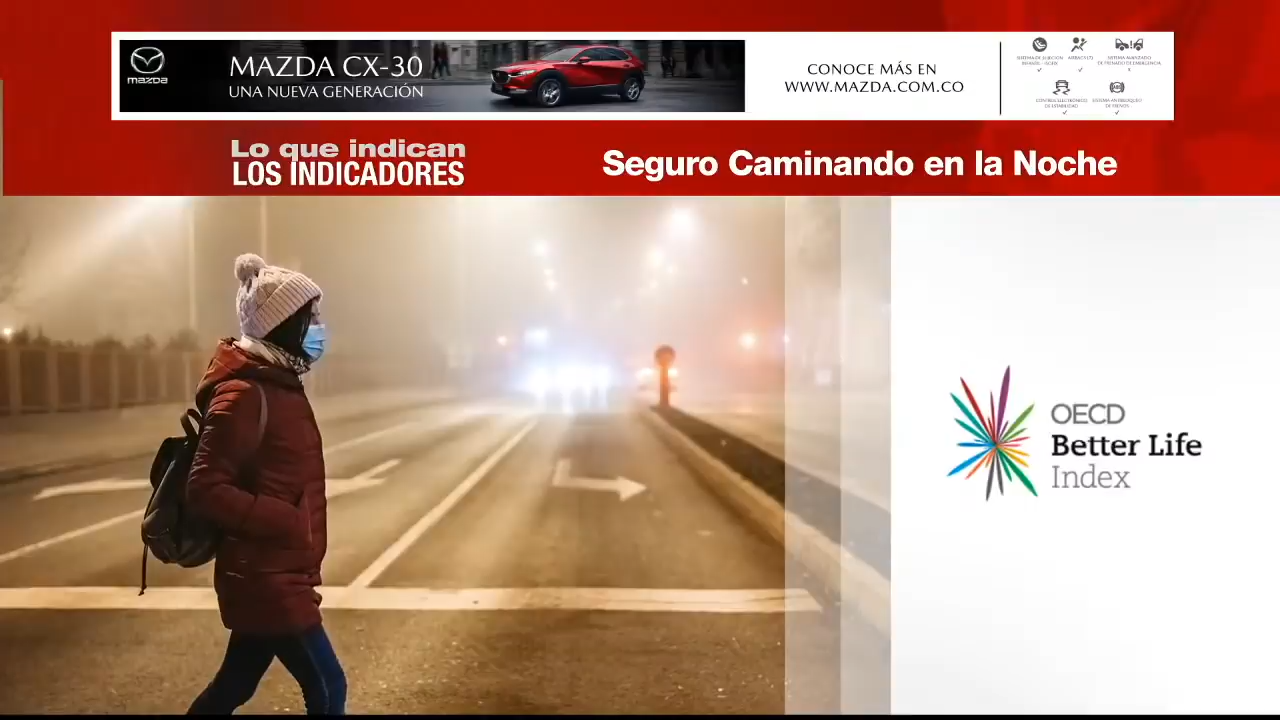 MAZDA
MAZDA CX-30
UNA NUEVA GENERACIÓN
CONOCE MÁS EN
WWW.MAZDA.COM.CO
Lo que indican
LOS INDICADORES
Seguro Caminando en la Noche
OECD
Better Life
Index